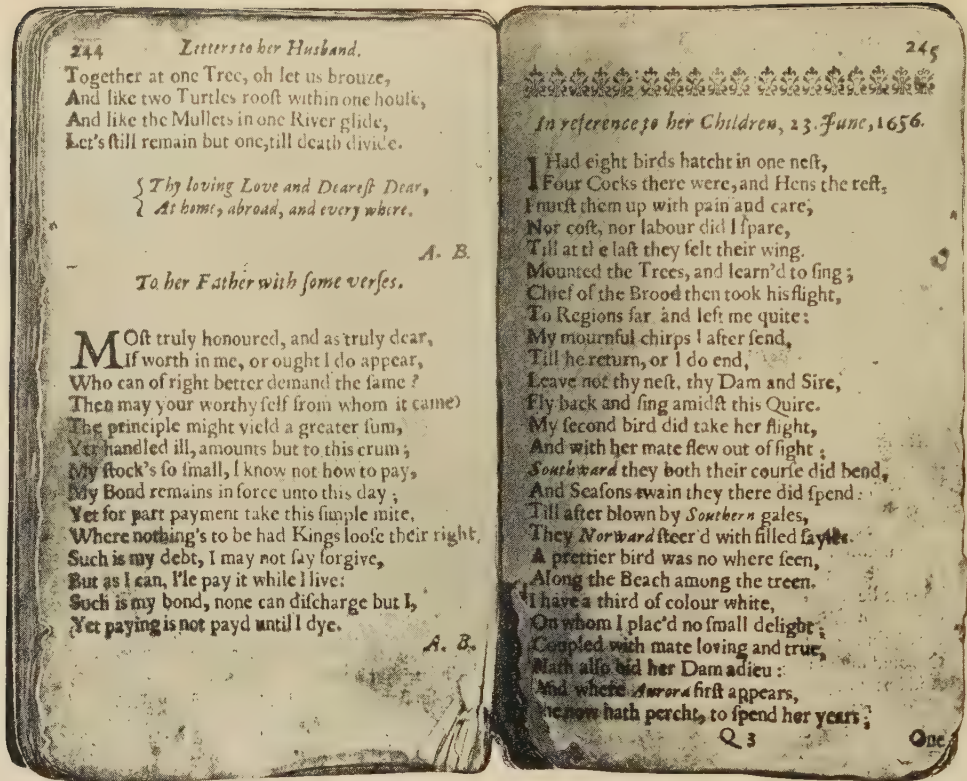 244 Letters to her Husband.
Together at one Tree, oh let us brouze,
And like two Turtles rooſt within one houſe,
And like the Mullets in one River glide,
Let's ſtill remain but one, till death divide.
Thy loving Love and Deareſt Dear,
At home, abroad, and every where.
A. B.
To her Father with ſome verſes.
MOſt truly honoured, and as truly dear,
If worth in me, or ought I do appear,
Who can of right better demand the ſame?
Then may your worthy ſelf from whom it came)
The principle might yield a greater ſum,
Yet handled ill, amounts but to this crum;
My ſtock's ſo ſmall, I know not how to pay,
My Bond remains in force unto this day;
Yet for part payment take this ſimple mite,
Where nothing's to be had Kings looſe their right,
Such is my debt, I may not ſay forgive,
But as I can, I'le pay it while I live:
Such is my bond, none can diſcharge but I,
Yet paying is not payd until I dye.
A. B.
245
In reference to her Children, 23. June, 1656.
I Had eight birds hatcht in one neſt,
Four Cocks there were, and Hens the reſt,
I nurſt them up with pain and care,
Nor coſt, nor labour did I ſpare,
Till at the laſt they felt their wing.
Mounted the Trees, and learn'd to ſing;
Chief of the Brood then took his flight,
To Regions far and left me quite:
My mournful chirps I after ſend,
Till he return, or I do end,
Leave not thy neſt, thy Dam and Sire,
Fly back and ſing amidſt this Quire.
My ſecond bird did take her flight,
And with her mate flew out of ſight;
Southward they both their courſe did bend,
And Seaſons twain they there did ſpend:
Till after blown by Southern gales,
They Norward ſteer'd with filled ſayles.
A prettier bird was no where ſeen,
Along the Beach among the treen.
I have a third of colour white,
On whom I plac'd no ſmall delight;
Coupled with mate loving and true,
Hath alſo bid her Dam adieu:
And where Aurora firſt appears,
She now hath percht, to ſpend her years;
Q 3 One